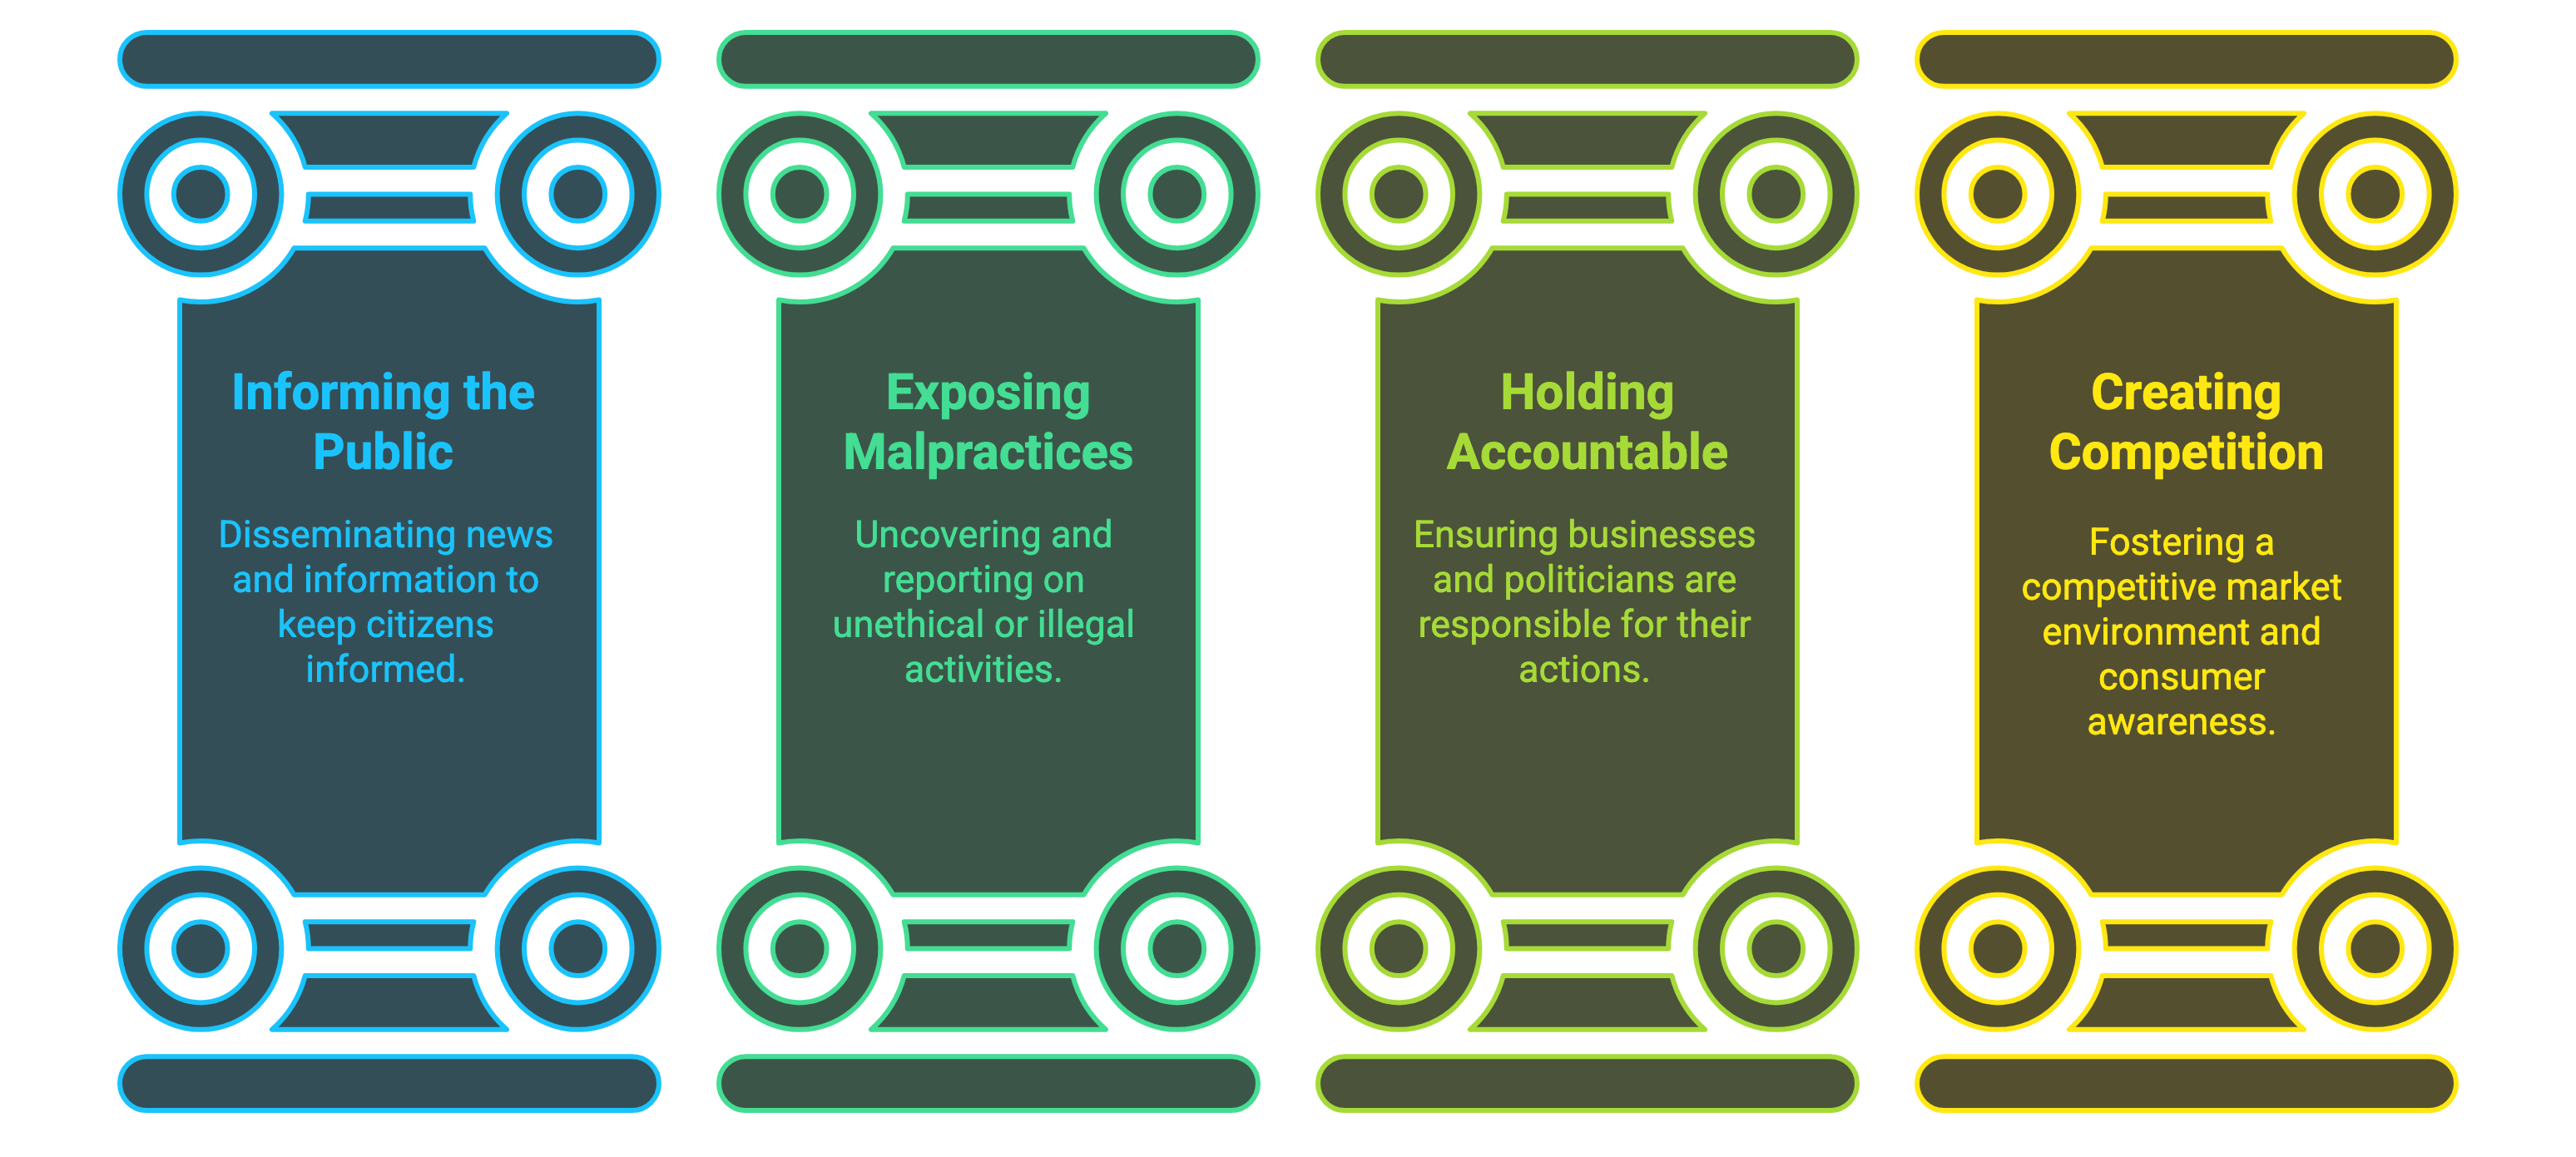 Informing the
Public
Disseminating news
and information to
keep citizens
informed.
Exposing
Malpractices
Uncovering and
reporting on
unethical or illegal
activities.
Holding
Accountable
Ensuring businesses
and politicians are
responsible for their
actions.
Creating
Competition
Fostering a
competitive market
environment and
consumer
awareness.